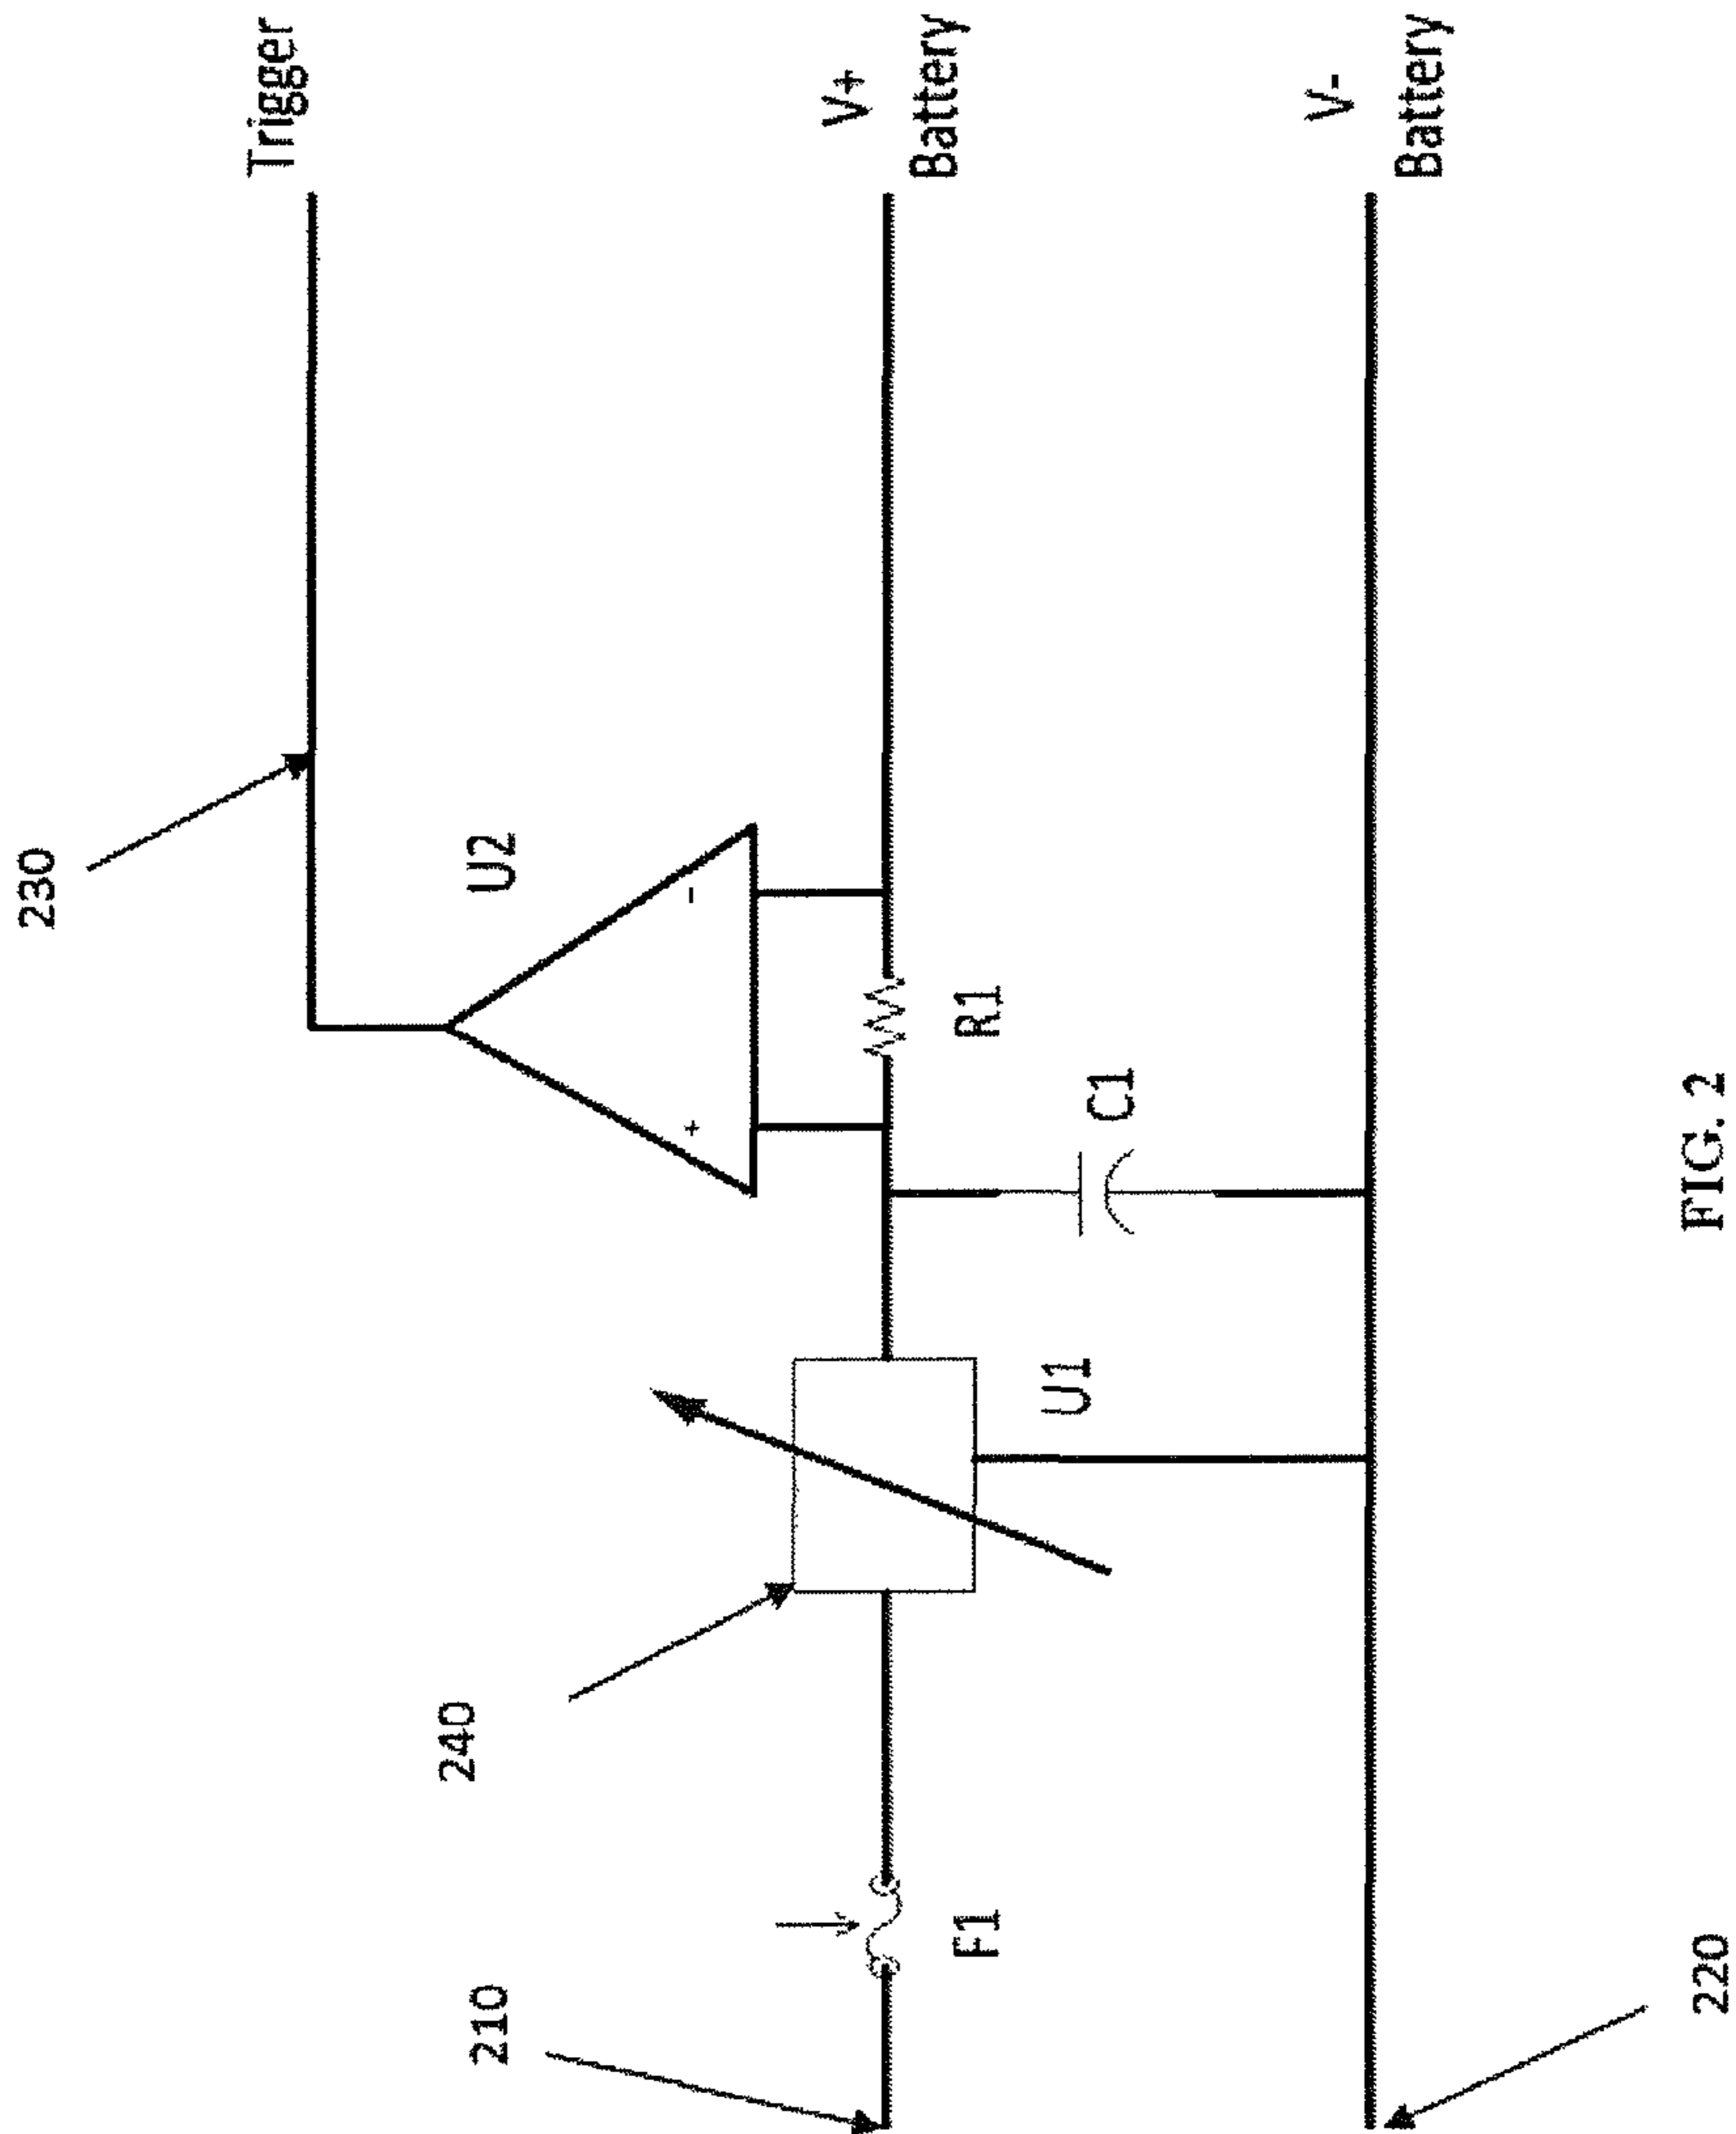 Trigger
230
U2
V+
Battery
+
-
R1
240
210
F1
U1
C1
V-
Battery
220
FIG. 2